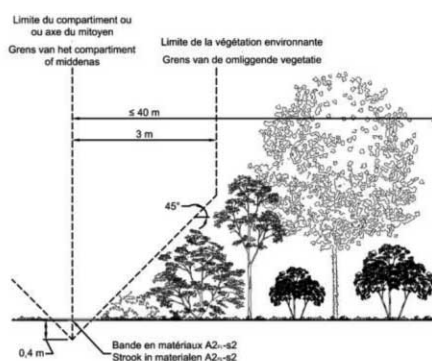 Limite du compartiment ou
ou axe du mitoyen
Grens van het compartiment
of middenas
Limite de la végétation environnante
Grens van de omliggende vegetatie
≤ 40 m
3 m
45°
0,4 m
Bande en matériaux A2FL-s2
Strook in materialen A2FL-s2